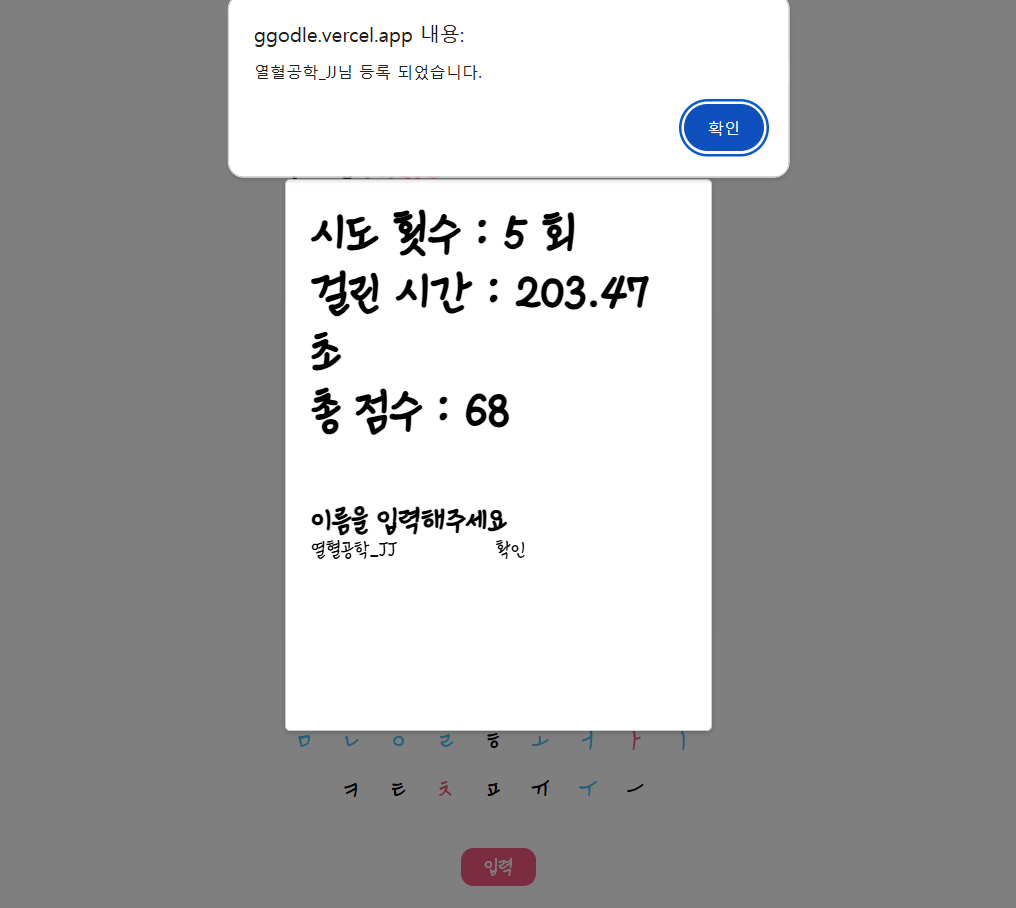 ggodle.vercel.app 내용:
열혈공학_JJ님 등록 되었습니다.
확인
시도 횟수 : 5 회
걸린 시간 : 203.47
초
총 점수 : 68
이름을 입력해주세요
열혈공학_JJ 확인
ㅁ ㄴ ㅇ ㄹ ㅎ ㅗ ㅓ ㅏ ㅣ
ㅋ ㅌ ㅊ ㅍ ㅠ ㅜ ㅡ
입력